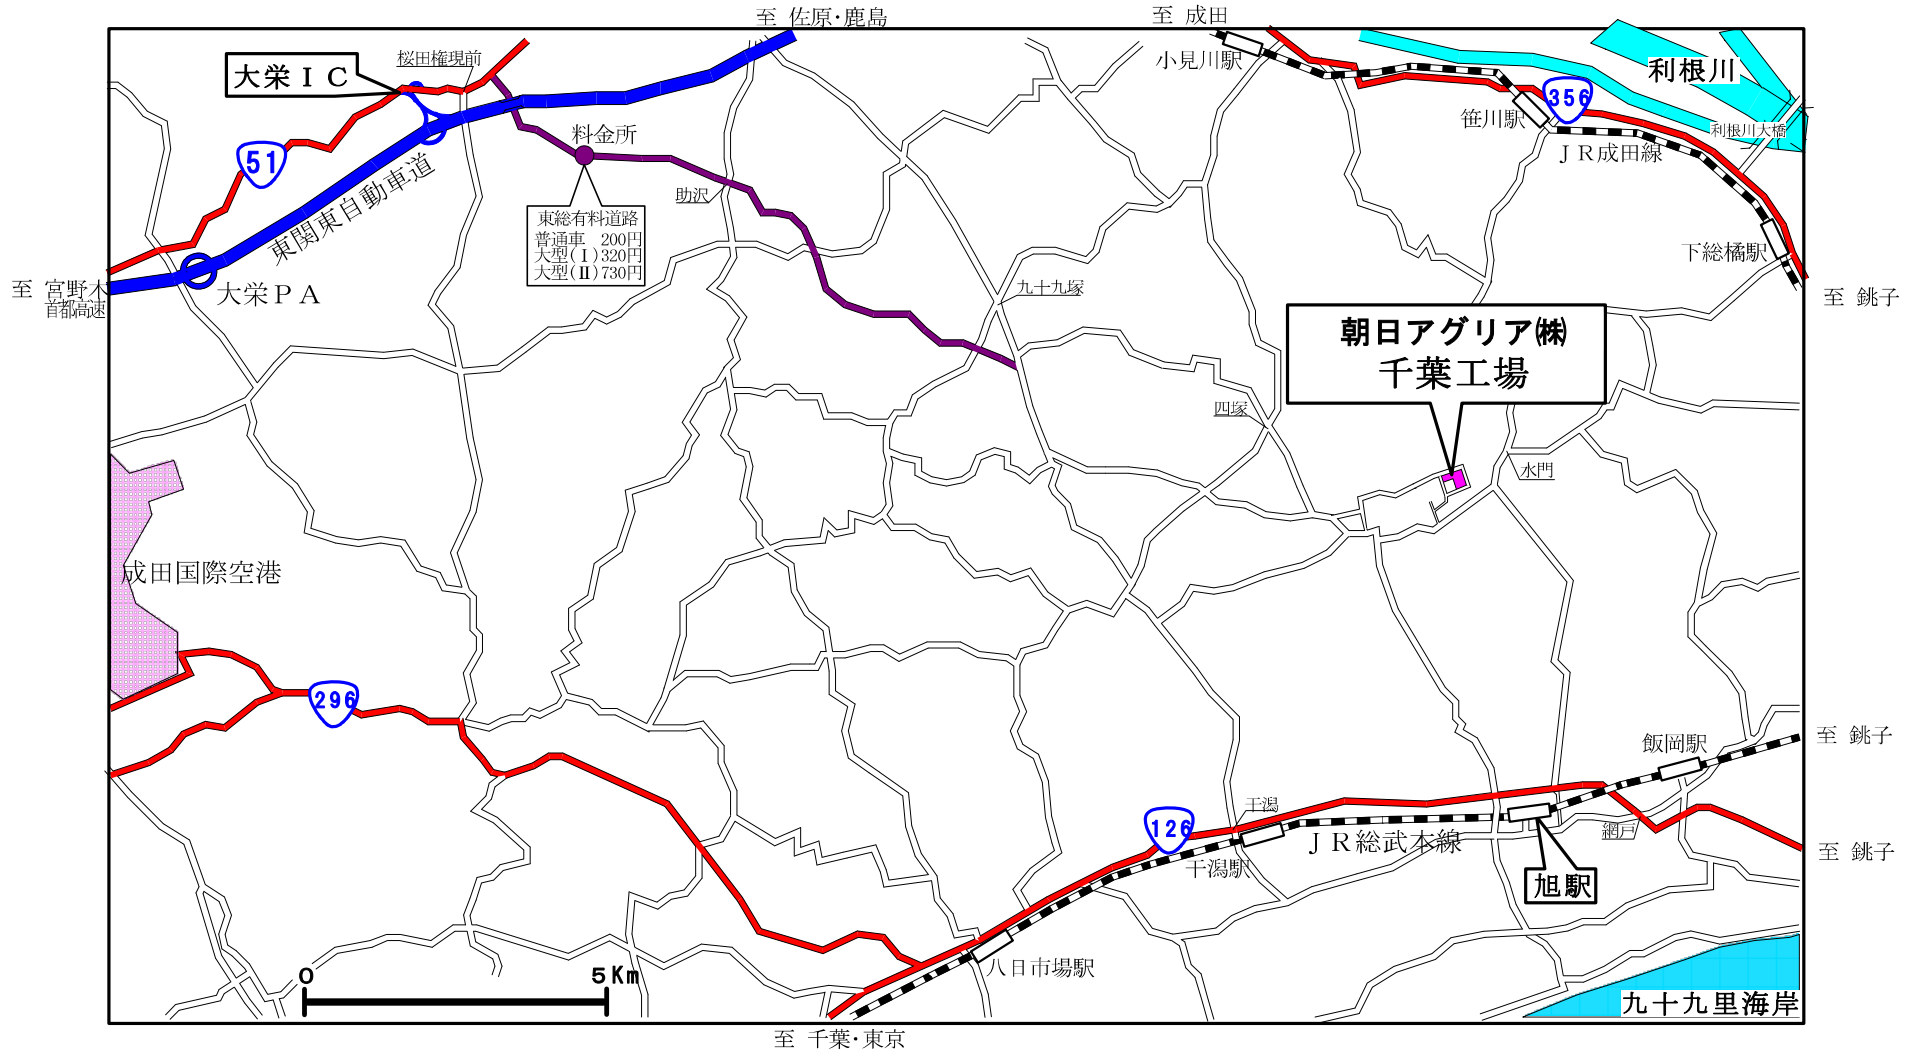 至 佐原・鹿島
至 成田
大栄ＩＣ
桜田権現前
小見川駅
利根川
356
笹川駅
利根川大橋
ＪＲ成田線
51
料金所
東関東自動車道
助沢
東総有料道路
普通車 200円
大型(Ⅰ)320円
大型(Ⅱ)730円
下総橘駅
至 宮野木
首都高速
大栄ＰＡ
九十九塚
至 銚子
朝日アグリア㈱
千葉工場
四塚
水門
成田国際空港
296
飯岡駅
至 銚子
126
干潟
網戸
ＪＲ総武本線
干潟駅
至 銚子
旭駅
八日市場駅
0
5Km
九十九里海岸
至 千葉・東京